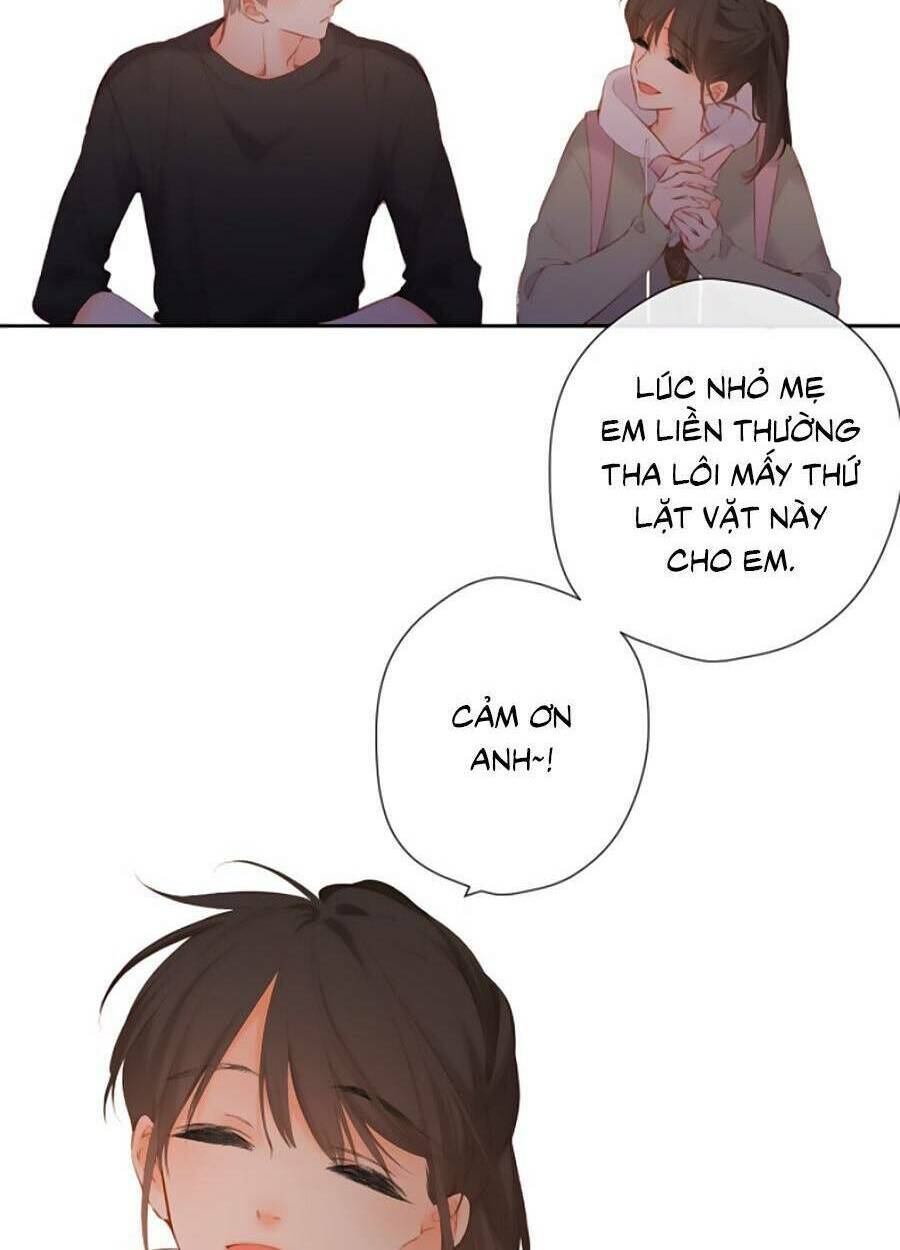 LÚC NHỎ MẸ
EM LIỀN THƯỜNG
THA LÔI MẤY THỨ
LẶT VẶT NÀY
CHO EM.
CẢM ƠN
ANH~!